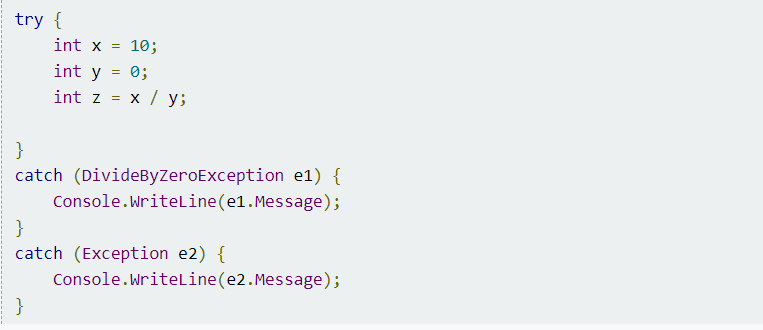 try {
    int x = 10;
    int y = 0;
    int z = x / y;

}
catch (DivideByZeroException e1) {
    Console.WriteLine(e1.Message);
}
catch (Exception e2) {
    Console.WriteLine(e2.Message);
}